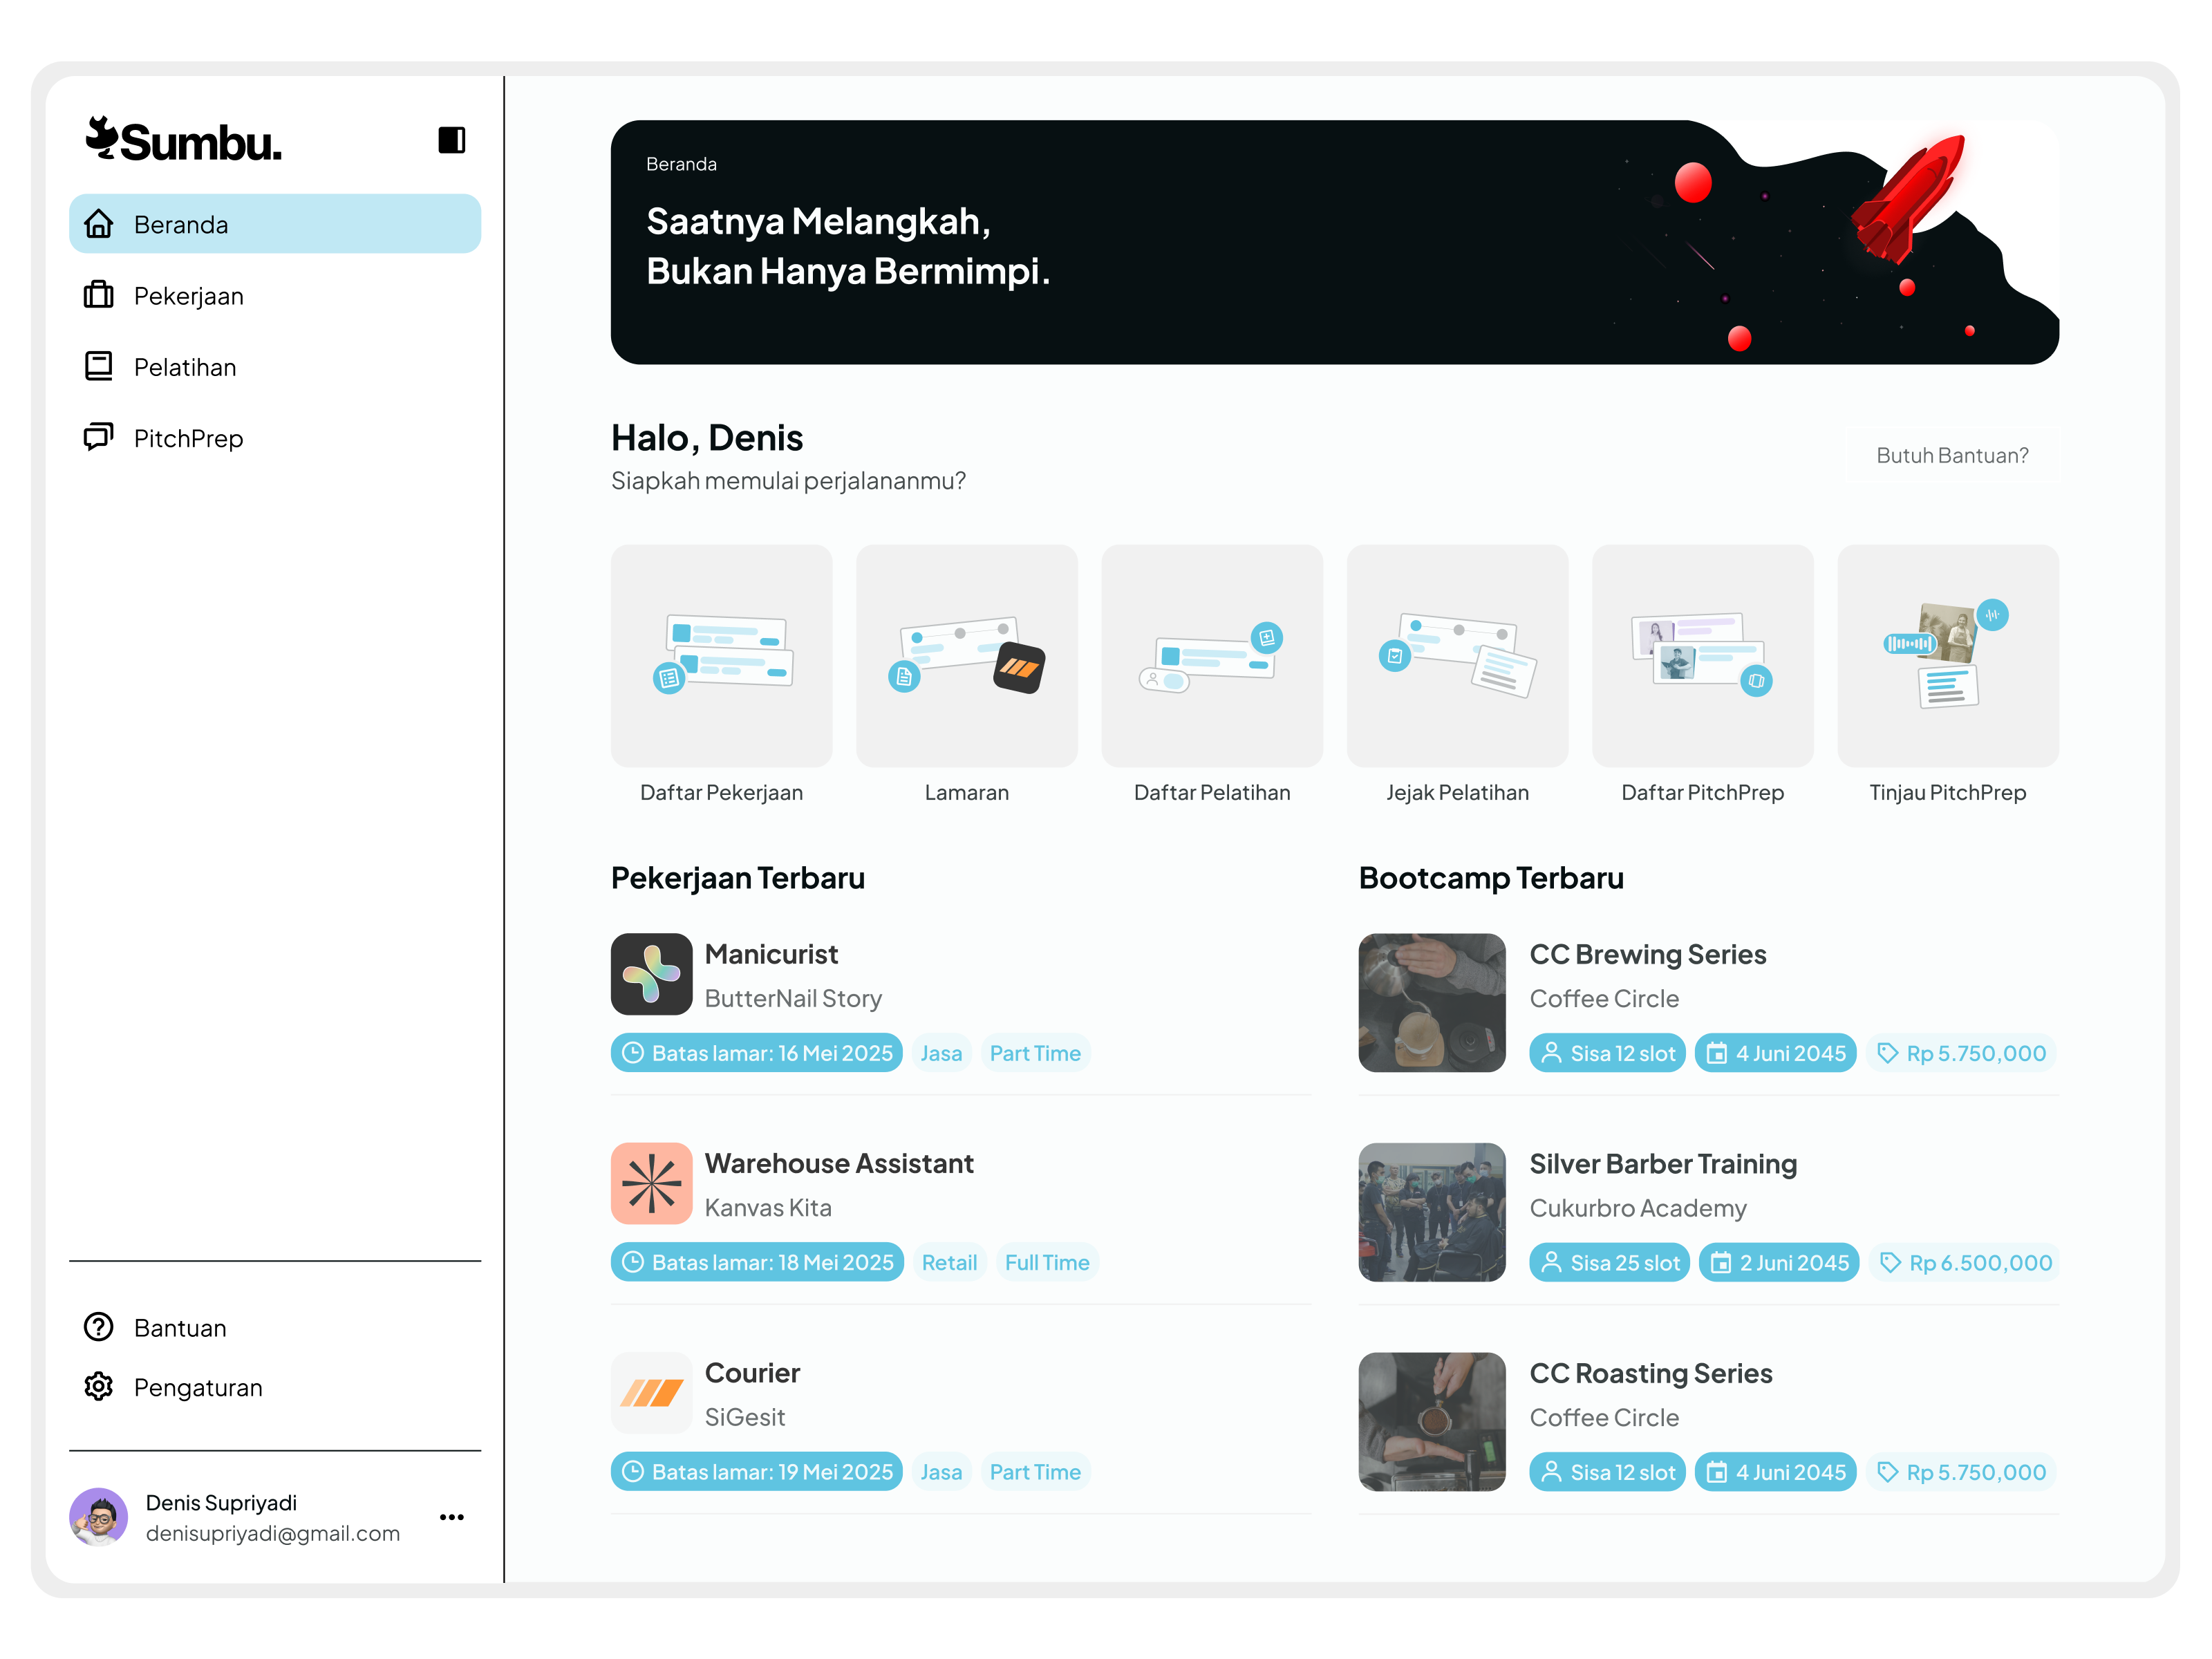 Sumbu.
Beranda
Pekerjaan
Pelatihan
PitchPrep
Bantuan
Pengaturan
Denis Supriyadi
denisupriyadi@gmail.com
Beranda
Saatnya Melangkah,
Bukan Hanya Bermimpi.
Halo, Denis
Siapkah memulai perjalananmu?
Butuh Bantuan?
Daftar Pekerjaan
Lamaran
Daftar Pelatihan
Jejak Pelatihan
Daftar PitchPrep
Tinjau PitchPrep
Pekerjaan Terbaru
Manicurist
ButterNail Story
Batas lamar: 16 Mei 2025 Jasa Part Time
Warehouse Assistant
Kanvas Kita
Batas lamar: 18 Mei 2025 Retail Full Time
Courier
SiGesit
Batas lamar: 19 Mei 2025 Jasa Part Time
Bootcamp Terbaru
CC Brewing Series
Coffee Circle
Sisa 12 slot 4 Juni 2045 Rp 5.750,000
Silver Barber Training
Cukurbro Academy
Sisa 25 slot 2 Juni 2045 Rp 6.500,000
CC Roasting Series
Coffee Circle
Sisa 12 slot 4 Juni 2045 Rp 5.750,000